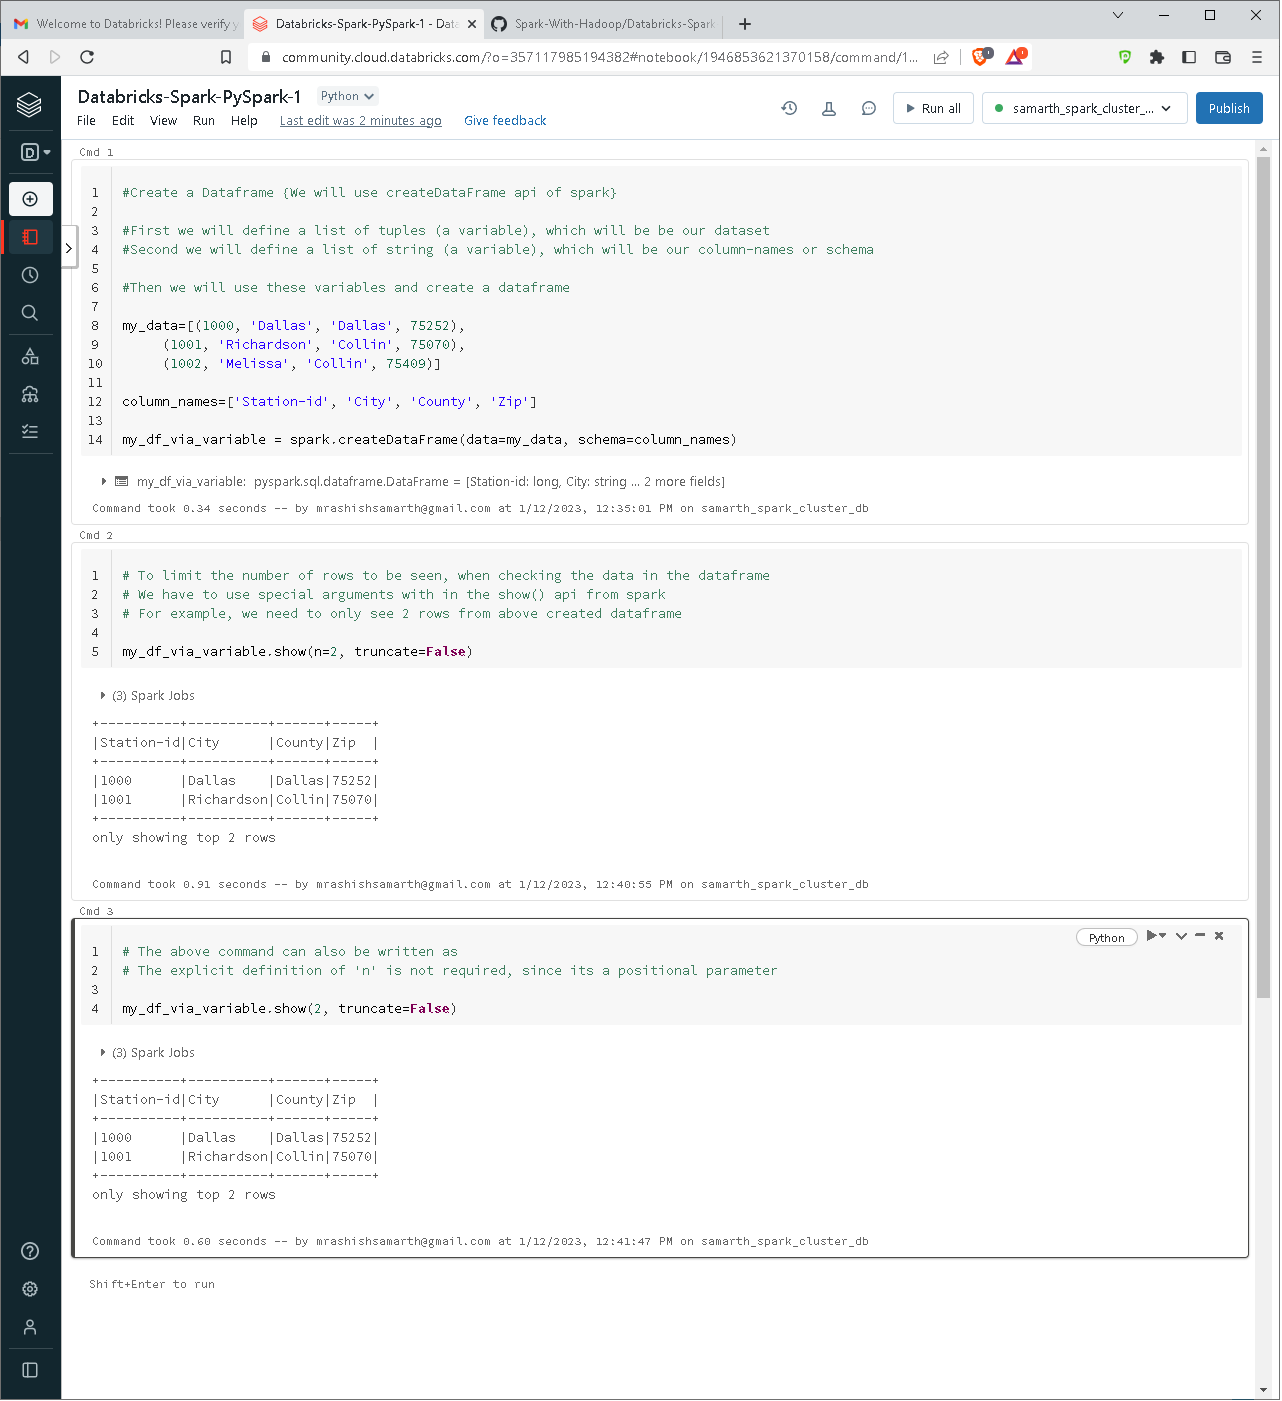 Welcome to Databricks! Please verify y
Databricks-Spark-PySpark-1 - Data
Spark-With-Hadoop/Databricks-Spark
community.cloud.databricks.com/?o=357117985194382#notebook/1946853621370158/command/1...
Databricks-Spark-PySpark-1 Python
File Edit View Run Help Last edit was 2 minutes ago Give feedback
Run all samarth_spark_cluster_... Publish
D
Cmd 1
1 #Create a Dataframe {We will use createDataFrame api of spark}
2
3 #First we will define a list of tuples (a variable), which will be be our dataset
4 #Second we will define a list of string (a variable), which will be our column-names or schema
5
6 #Then we will use these variables and create a dataframe
7
8 my_data=[(1000, 'Dallas', 'Dallas', 75252),
9 (1001, 'Richardson', 'Collin', 75070),
10 (1002, 'Melissa', 'Collin', 75409)]
11
12 column_names=['Station-id', 'City', 'County', 'Zip']
13
14 my_df_via_variable = spark.createDataFrame(data=my_data, schema=column_names)
my_df_via_variable: pyspark.sql.dataframe.DataFrame = [Station-id: long, City: string ... 2 more fields]
Command took 0.34 seconds -- by mrashishsamarth@gmail.com at 1/12/2023, 12:35:01 PM on samarth_spark_cluster_db
Cmd 2
1 # To limit the number of rows to be seen, when checking the data in the dataframe
2 # We have to use special arguments with in the show() api from spark
3 # For example, we need to only see 2 rows from above created dataframe
4
5 my_df_via_variable.show(n=2, truncate=False)
(3) Spark Jobs
+----------+----------+------+-----+
|Station-id|City      |County|Zip  |
+----------+----------+------+-----+
|1000      |Dallas    |Dallas|75252|
|1001      |Richardson|Collin|75070|
+----------+----------+------+-----+
only showing top 2 rows
Command took 0.91 seconds -- by mrashishsamarth@gmail.com at 1/12/2023, 12:40:55 PM on samarth_spark_cluster_db
Cmd 3
Python
1 # The above command can also be written as
2 # The explicit definition of 'n' is not required, since its a positional parameter
3
4 my_df_via_variable.show(2, truncate=False)
(3) Spark Jobs
+----------+----------+------+-----+
|Station-id|City      |County|Zip  |
+----------+----------+------+-----+
|1000      |Dallas    |Dallas|75252|
|1001      |Richardson|Collin|75070|
+----------+----------+------+-----+
only showing top 2 rows
Command took 0.60 seconds -- by mrashishsamarth@gmail.com at 1/12/2023, 12:41:47 PM on samarth_spark_cluster_db
Shift+Enter to run